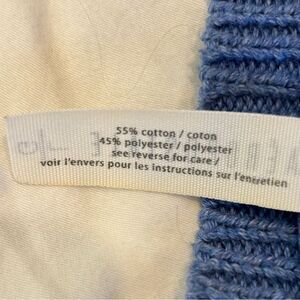 55% cotton / coton
45% polyester / polyester
see reverse for care /
voir l'envers pour les instructions sur l'entretien